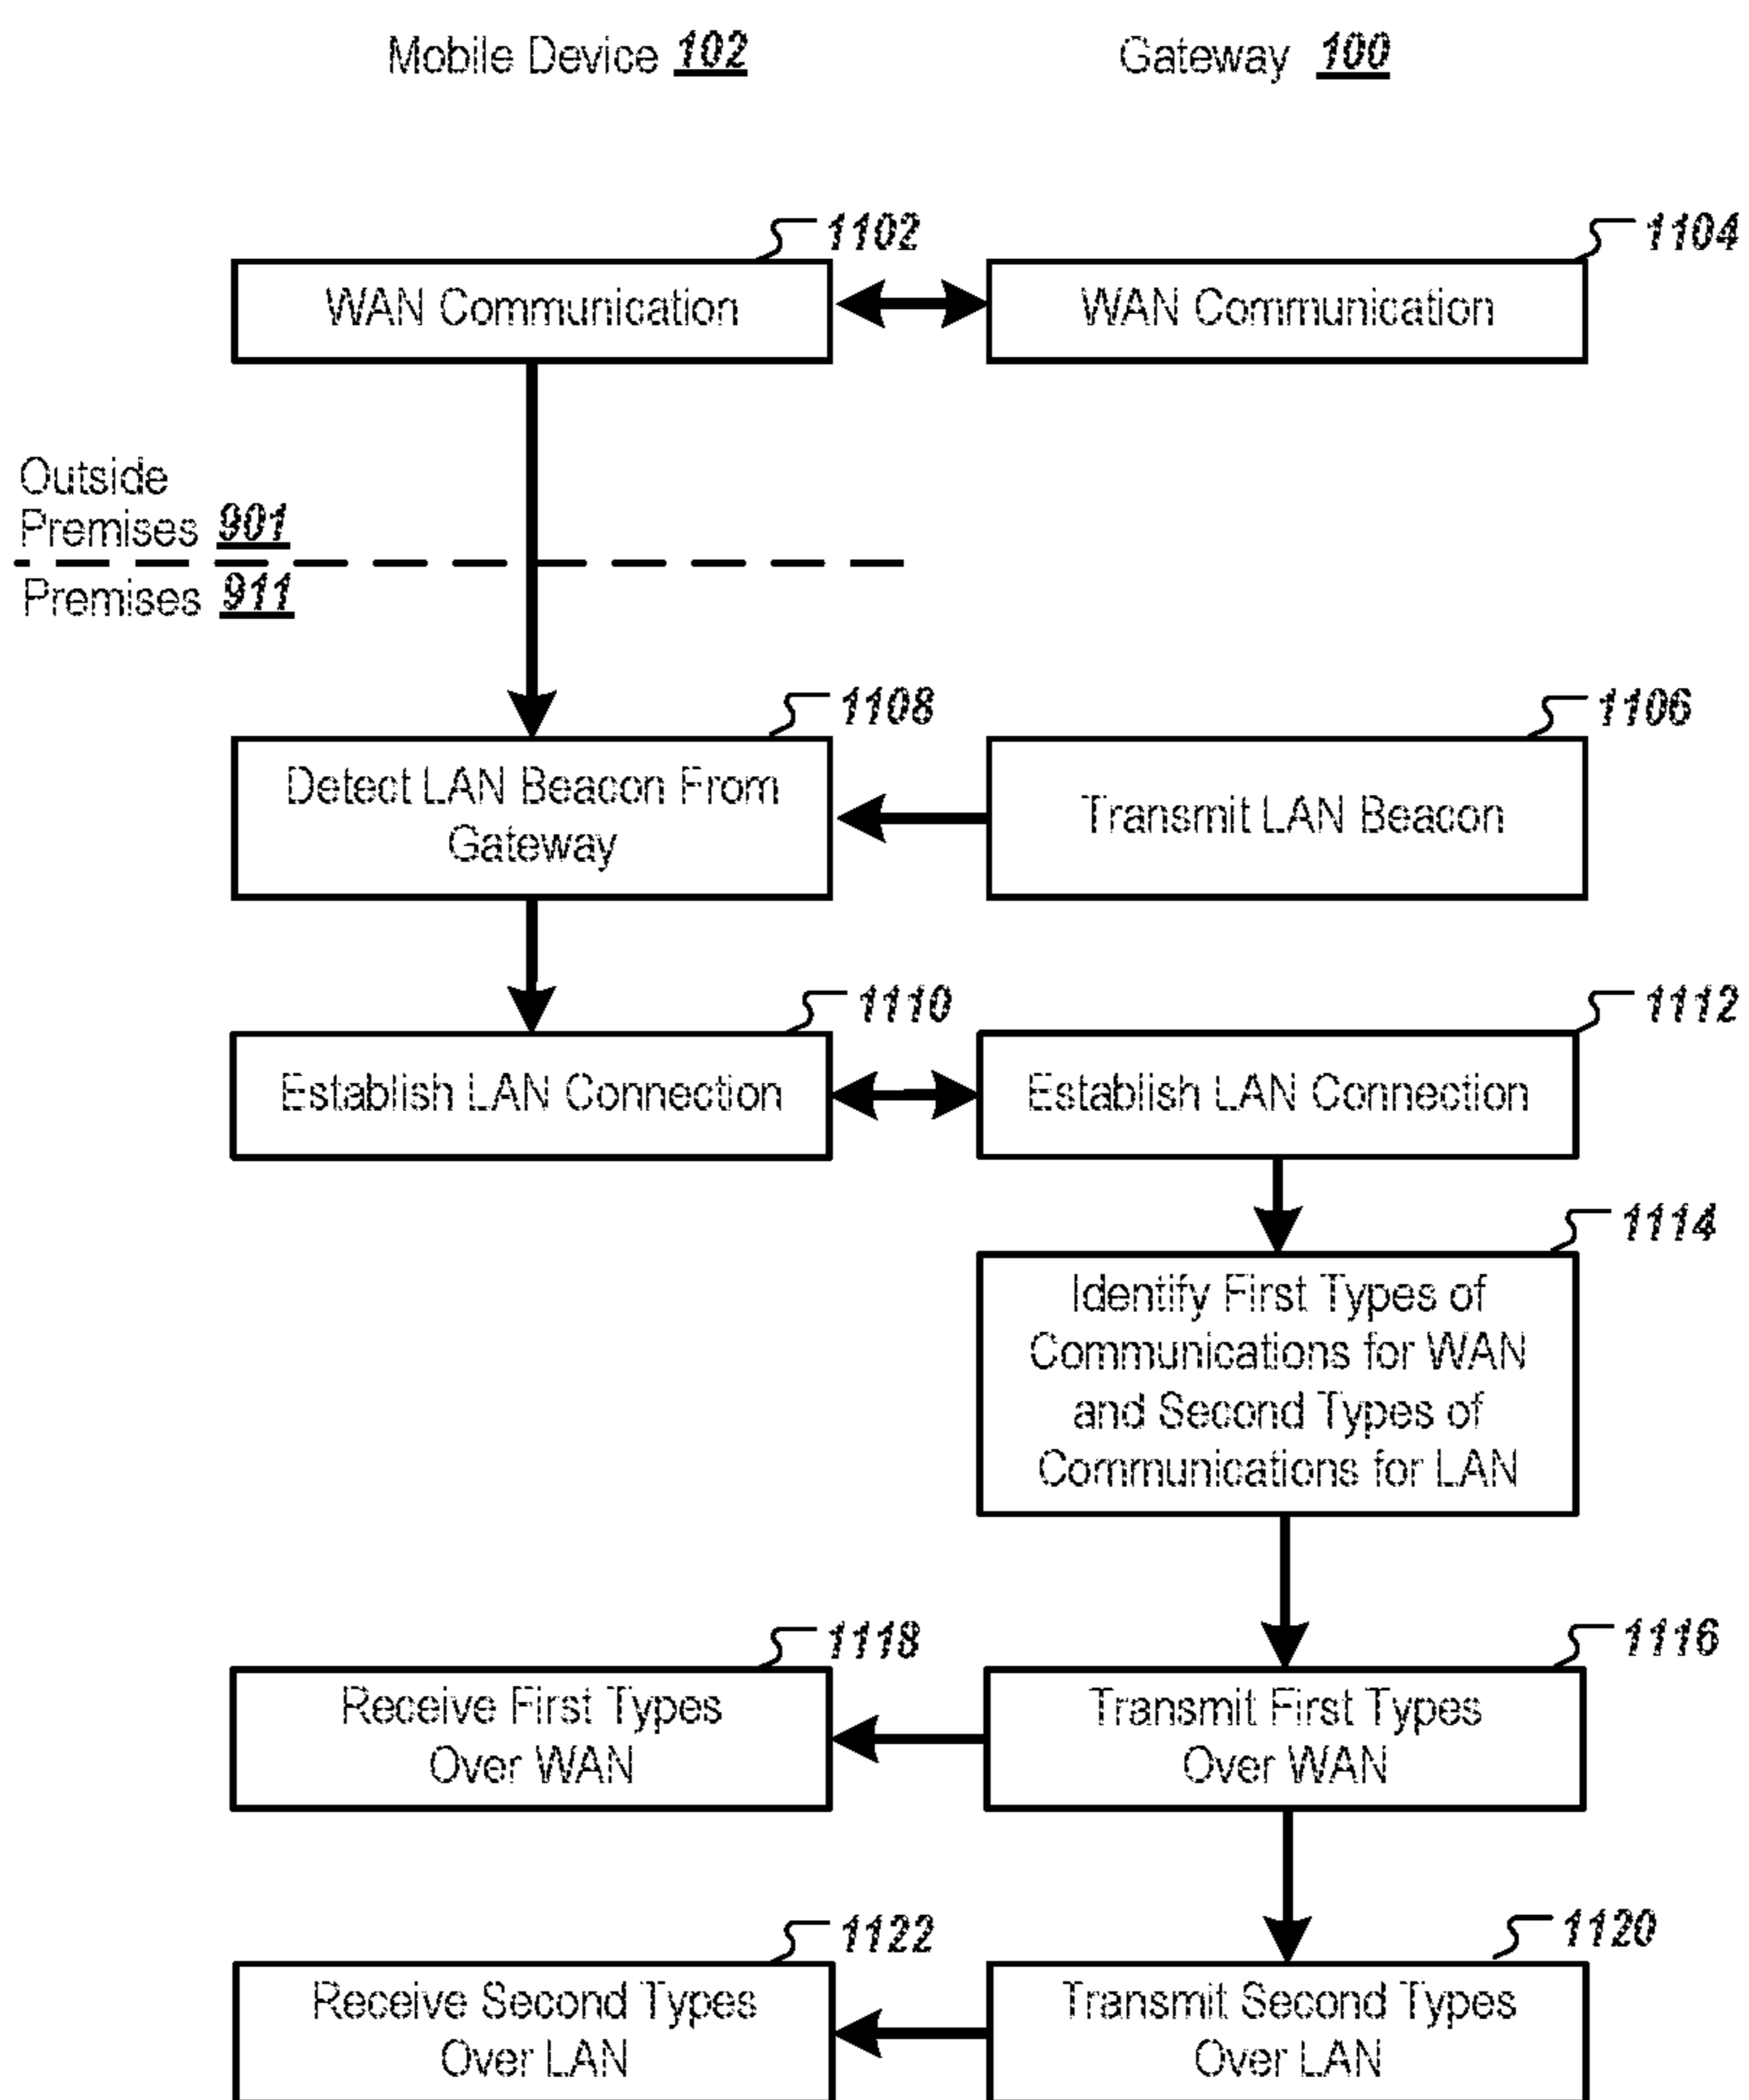 Mobile Device 102
Gateway 100
1102
1104
WAN Communication
WAN Communication
Outside
Premises 901
Premises 911
1108
1106
Detect LAN Beacon From
Gateway
Transmit LAN Beacon
1110
1112
Establish LAN Connection
Establish LAN Connection
1114
Identify First Types of
Communications for WAN
and Second Types of
Communications for LAN
1118
1116
Receive First Types
Over WAN
Transmit First Types
Over WAN
1122
1120
Receive Second Types
Over LAN
Transmit Second Types
Over LAN